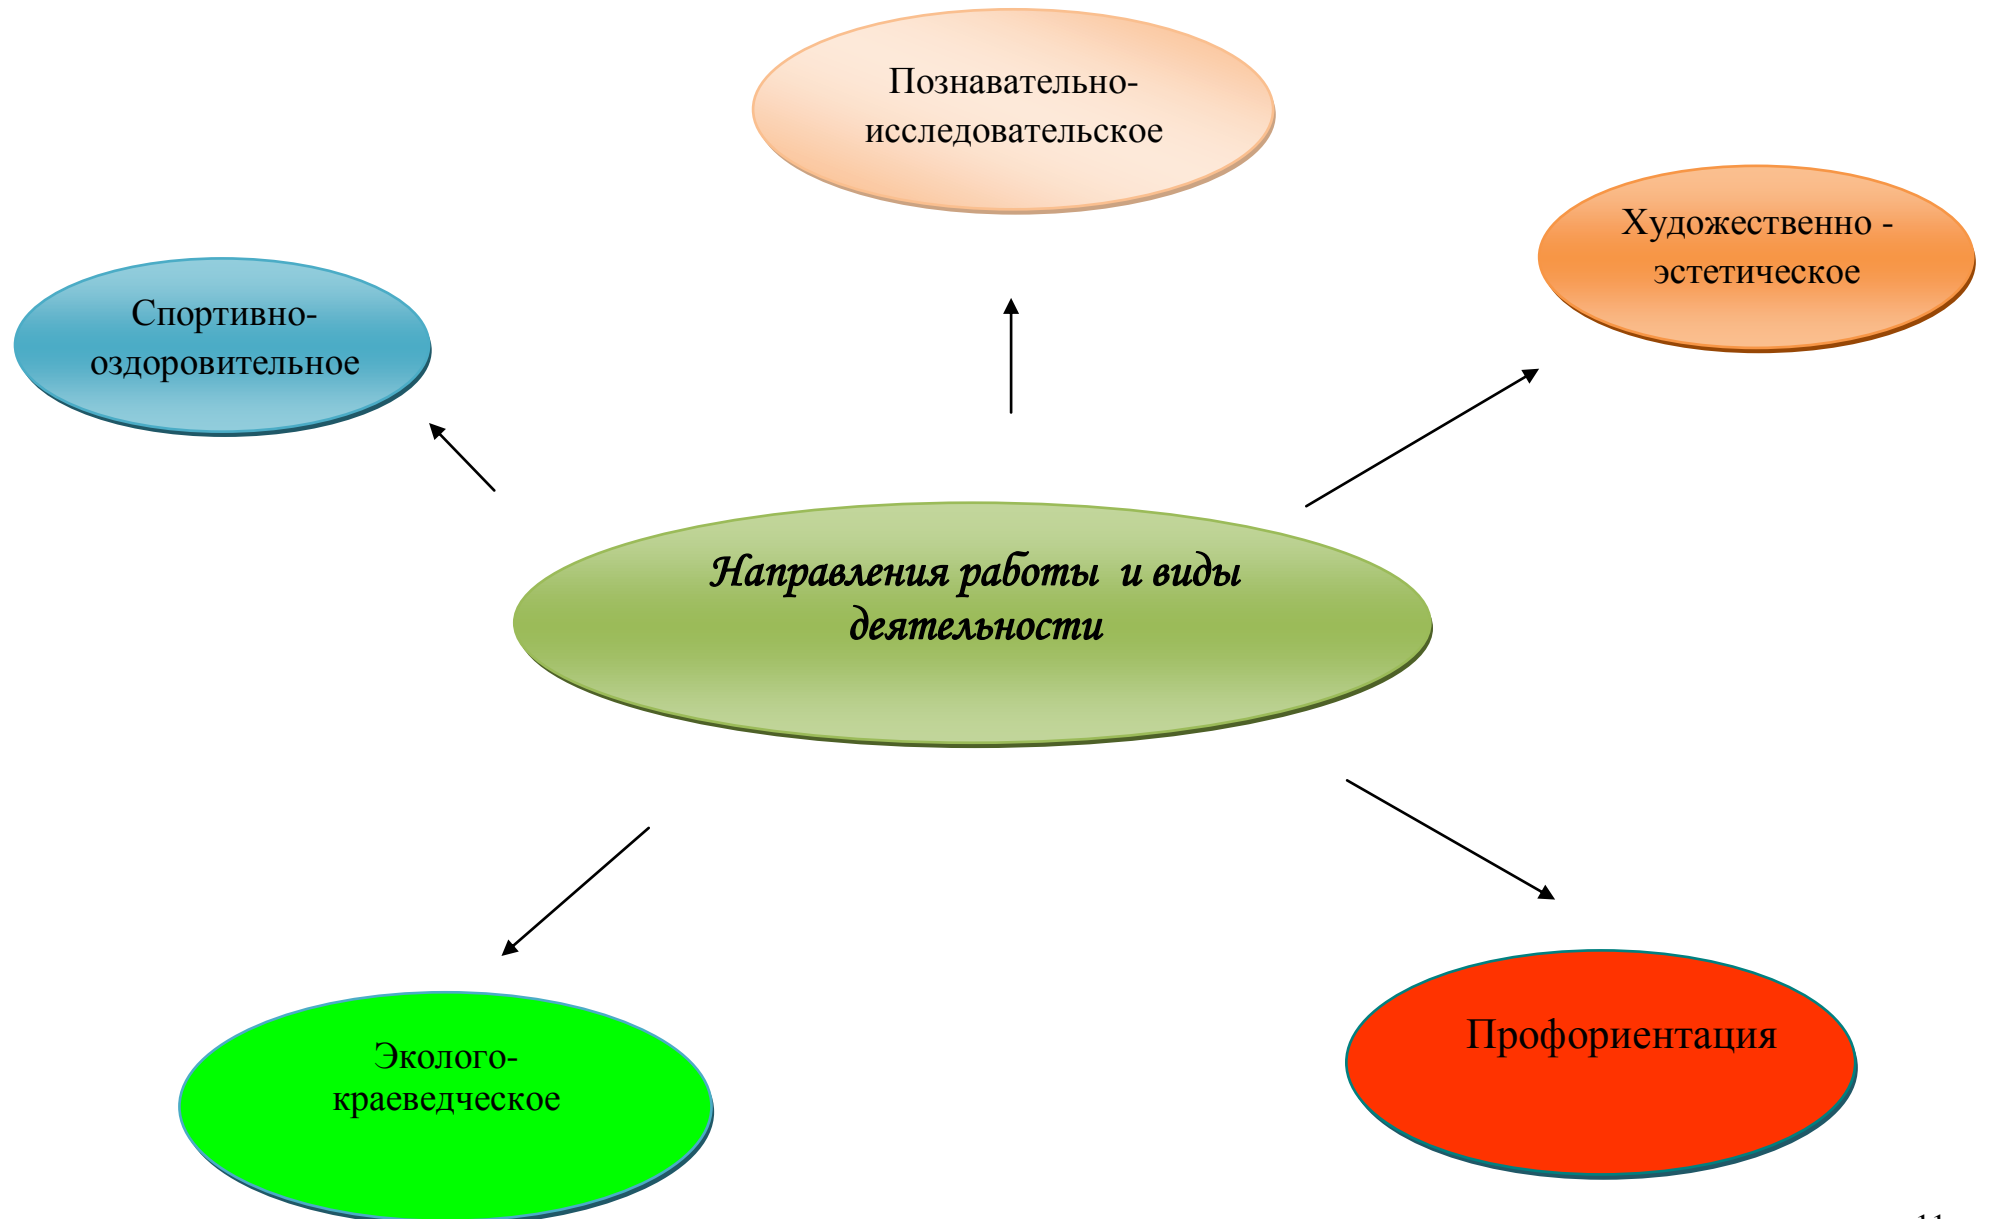 Познавательно-
исследовательское
Художественно -
эстетическое
Спортивно-
оздоровительное
Направления работы  и виды
деятельности
Эколого-
краеведческое
Профориентация